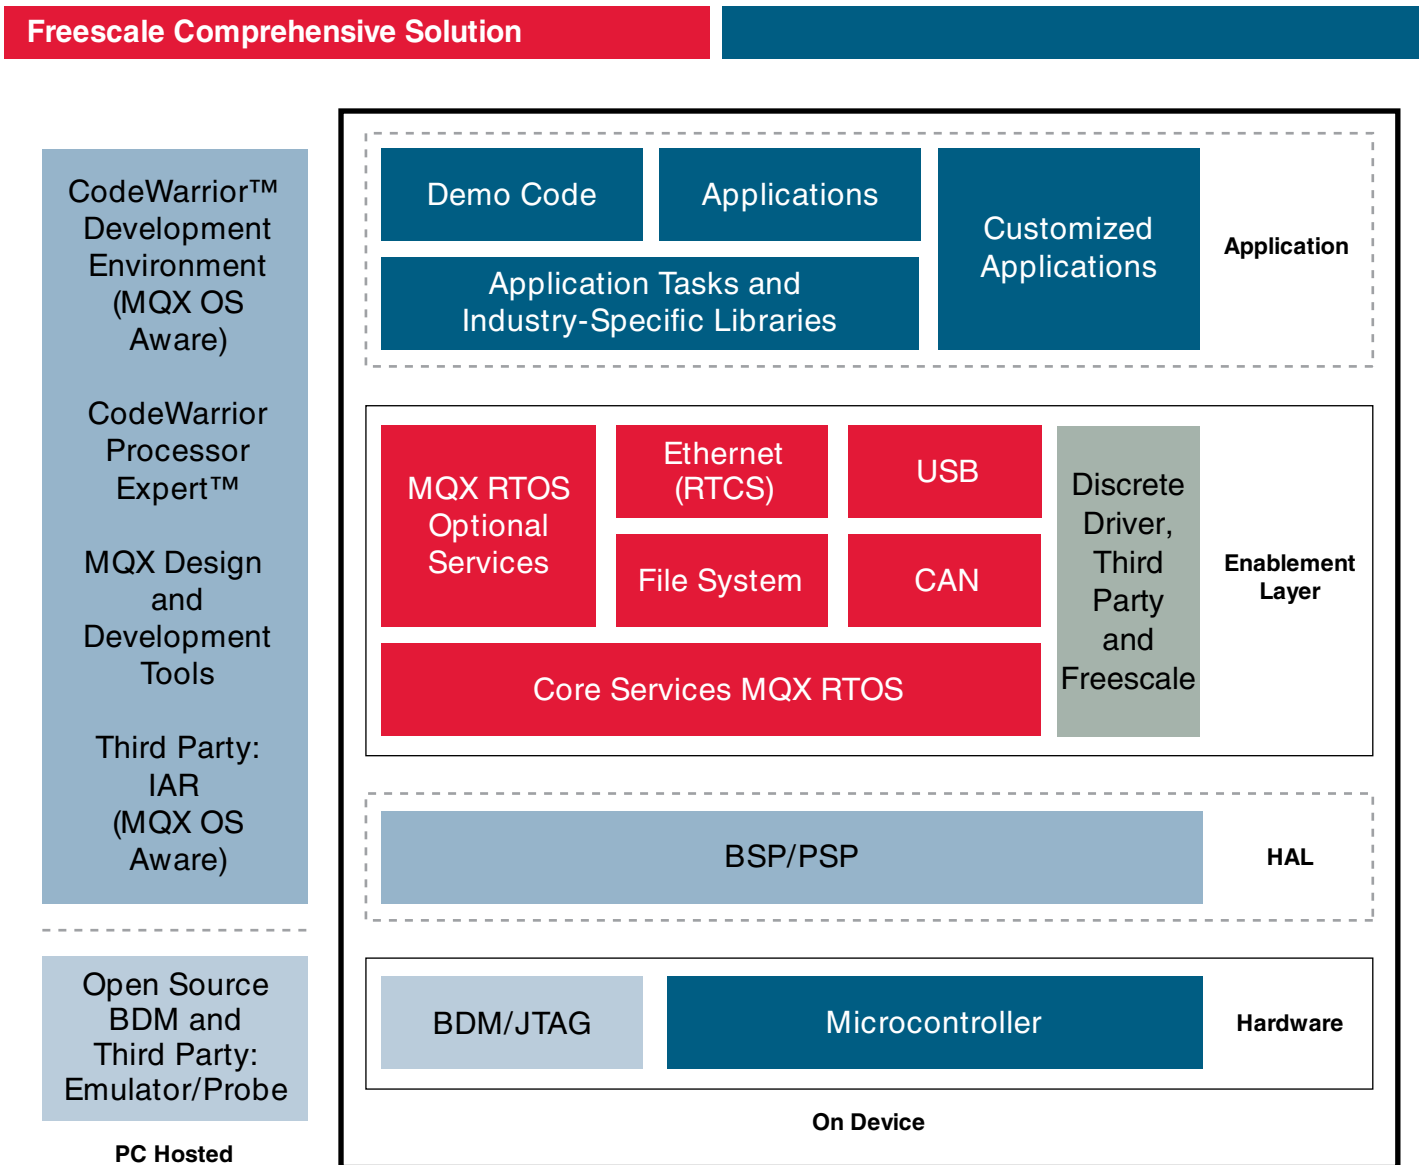 Freescale Comprehensive Solution
CodeWarrior™
Development
Environment
(MQX OS
Aware)
CodeWarrior
Processor
Expert™
MQX Design
and
Development
Tools
Third Party:
IAR
(MQX OS
Aware)
Open Source
BDM and
Third Party:
Emulator/Probe
PC Hosted
Demo Code
Applications
Application Tasks and
Industry-Specific Libraries
Customized
Applications
Application
MQX RTOS
Optional
Services
Ethernet
(RTCS)
USB
File System
CAN
Core Services MQX RTOS
Discrete
Driver,
Third
Party
and
Freescale
Enablement
Layer
BSP/PSP
HAL
BDM/JTAG
Microcontroller
Hardware
On Device